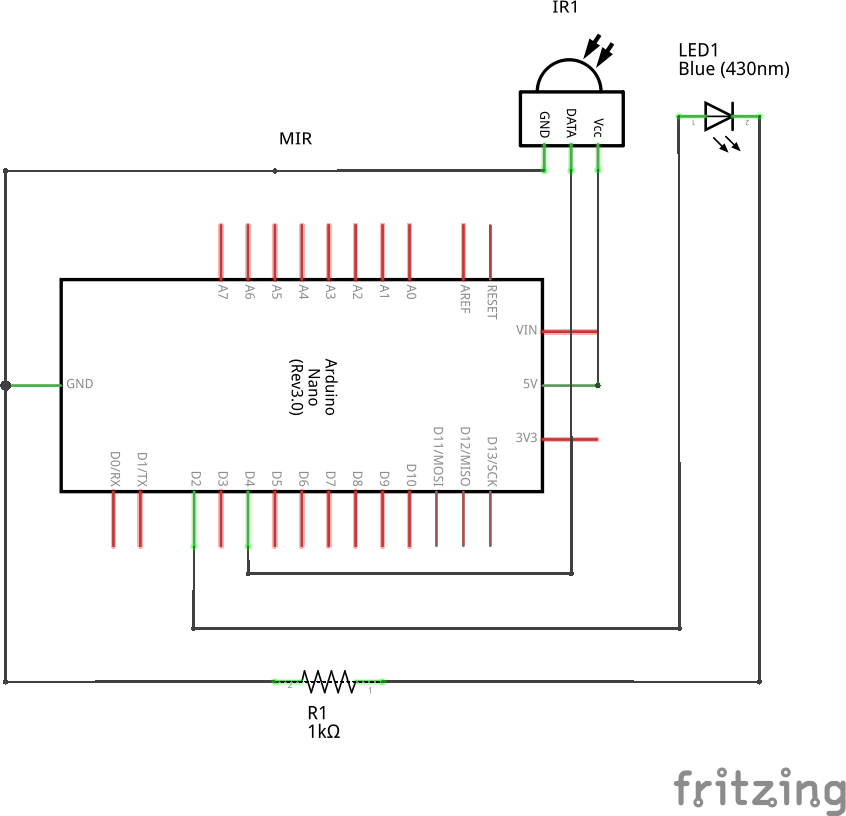 IR1
LED1
Blue (430nm)
GND
DATA
Vcc
1
2
MIR
A7
A6
A5
A4
A3
A2
A1
A0
AREF
RESET
VIN
Arduino
Nano
(Rev3.0)
GND
5V
3V3
D0/RX
D1/TX
D2
D3
D4
D5
D6
D7
D8
D9
D10
D11/MOSI
D12/MISO
D13/SCK
2
1
R1
1kΩ
fritzing